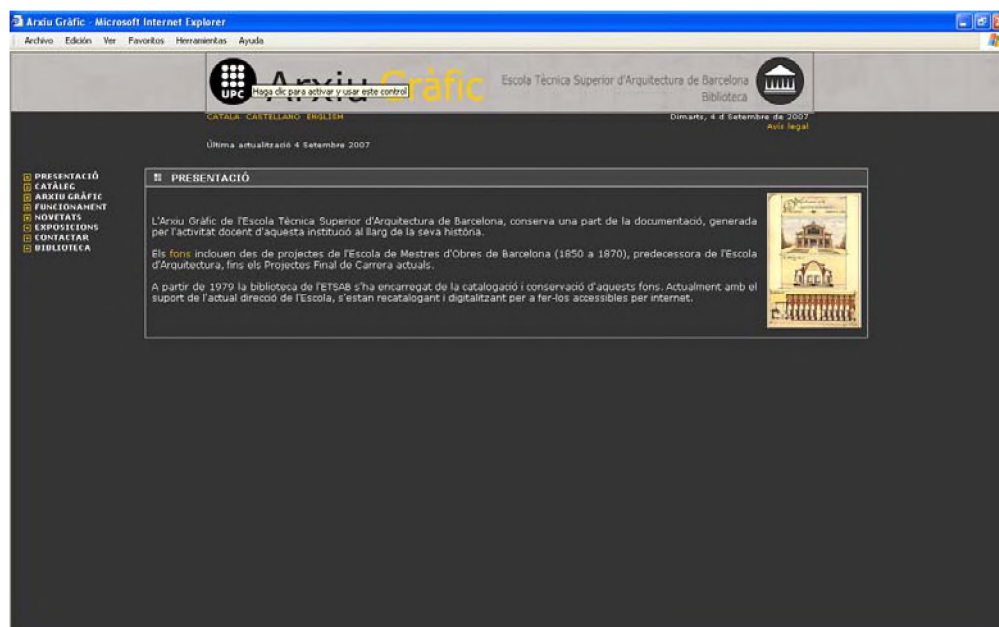 Arxiu Gràfic - Microsoft Internet Explorer
Archivo Edición Ver Favoritos Herramientas Ayuda
UPC
Arxiu Gràfic
Haga clic para activar y usar este control
Escola Tècnica Superior d'Arquitectura de Barcelona
Biblioteca
CATALÀ CASTELLANO ENGLISH
Dimarts, 4 d Setembre de 2007
Avís legal
Última actualització 4 Setembre 2007
PRESENTACIÓ
CATÀLEG
ARXIU GRÀFIC
FUNCIONAMENT
NOVETATS
EXPOSICIONS
CONTACTAR
BIBLIOTECA
PRESENTACIÓ
L'Arxiu Gràfic de l'Escola Tècnica Superior d'Arquitectura de Barcelona, conserva una part de la documentació, generada
per l'activitat docent d'aquesta institució al llarg de la seva història.
Els fons inclouen des de projectes de l'Escola de Mestres d'Obres de Barcelona (1850 a 1870), predecessora de l'Escola
d'Arquitectura, fins els Projectes Final de Carrera actuals.
A partir de 1979 la biblioteca de l'ETSAB s'ha encarregat de la catalogació i conservació d'aquests fons. Actualment amb el
suport de l'actual direcció de l'Escola, s'estan recatalogant i digitalitzant per a fer-los accessibles per internet.